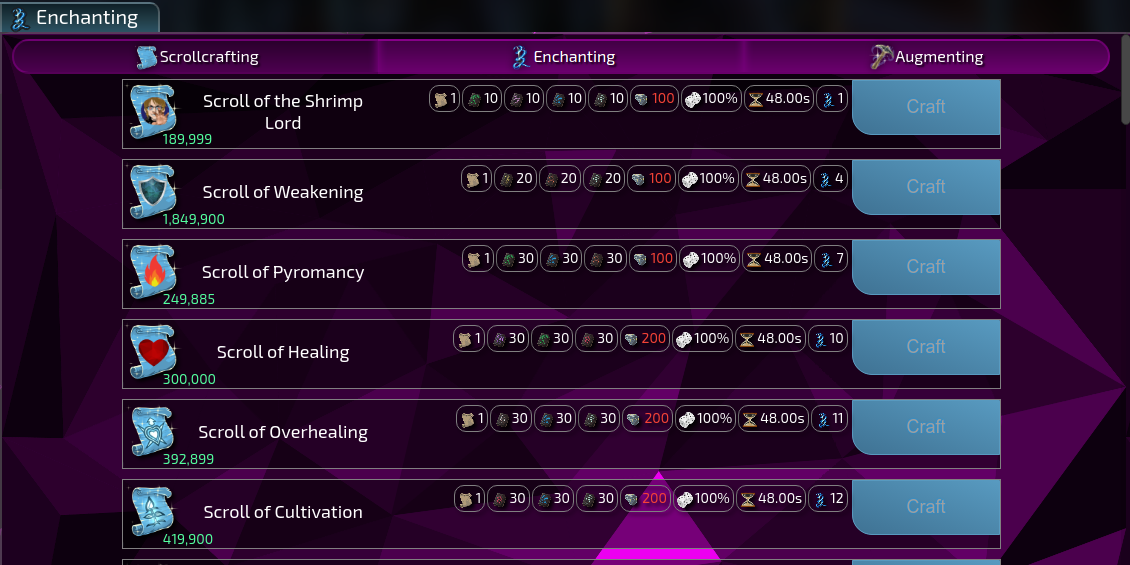 Enchanting
Scrollcrafting Enchanting Augmenting
Scroll of the Shrimp
Lord
1 10 10 10 10 100 100% 48.00s 1
Craft
189,999
Scroll of Weakening
1 20 20 20 100 100% 48.00s 4
Craft
1,849,900
Scroll of Pyromancy
1 30 30 30 100 100% 48.00s 7
Craft
249,885
Scroll of Healing
1 30 30 30 200 100% 48.00s 10
Craft
300,000
Scroll of Overhealing
1 30 30 30 200 100% 48.00s 11
Craft
392,899
Scroll of Cultivation
1 30 30 30 200 100% 48.00s 12
Craft
419,900